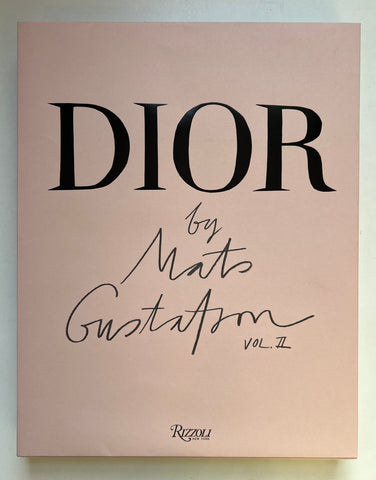 DIOR
by
Mats
Gustafson
VOL. II
RIZZOLI
NEW YORK